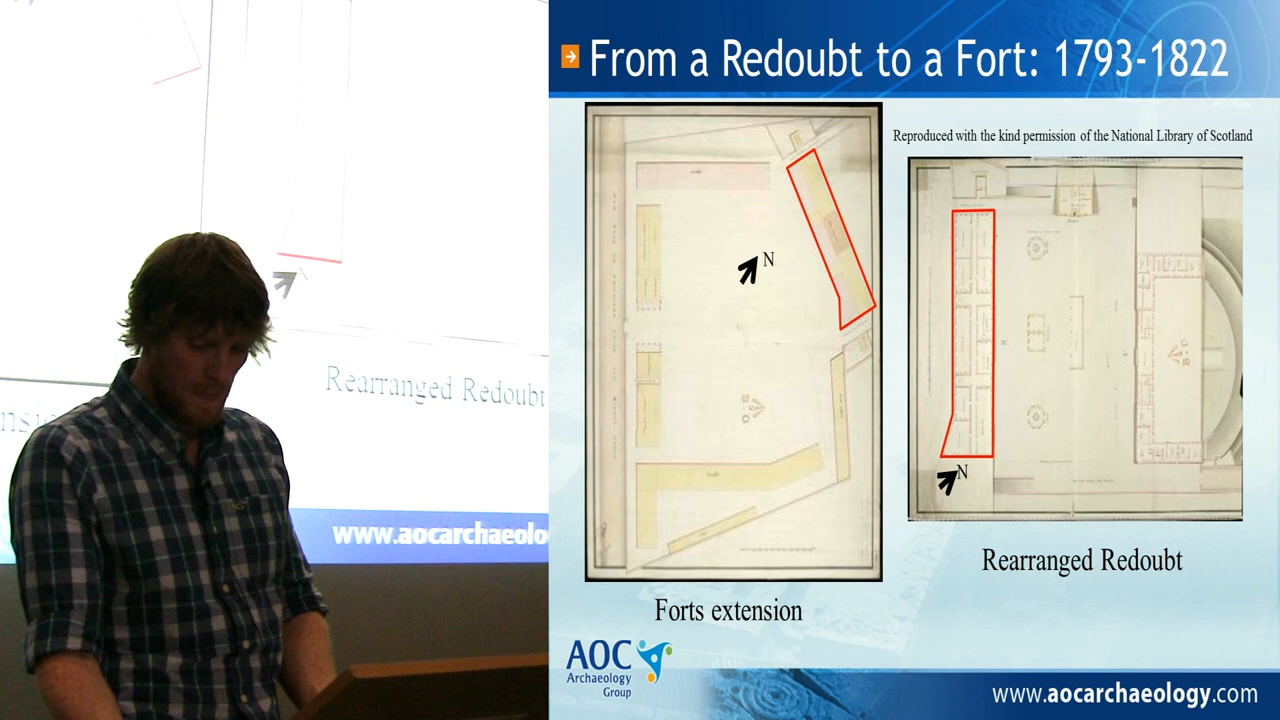 Rearranged Redoubt
www.aocarchaeolo
From a Redoubt to a Fort: 1793-1822
Reproduced with the kind permission of the National Library of Scotland
N
N
Forts extension
Rearranged Redoubt
AOC
Archaeology
Group
www.aocarchaeology.com